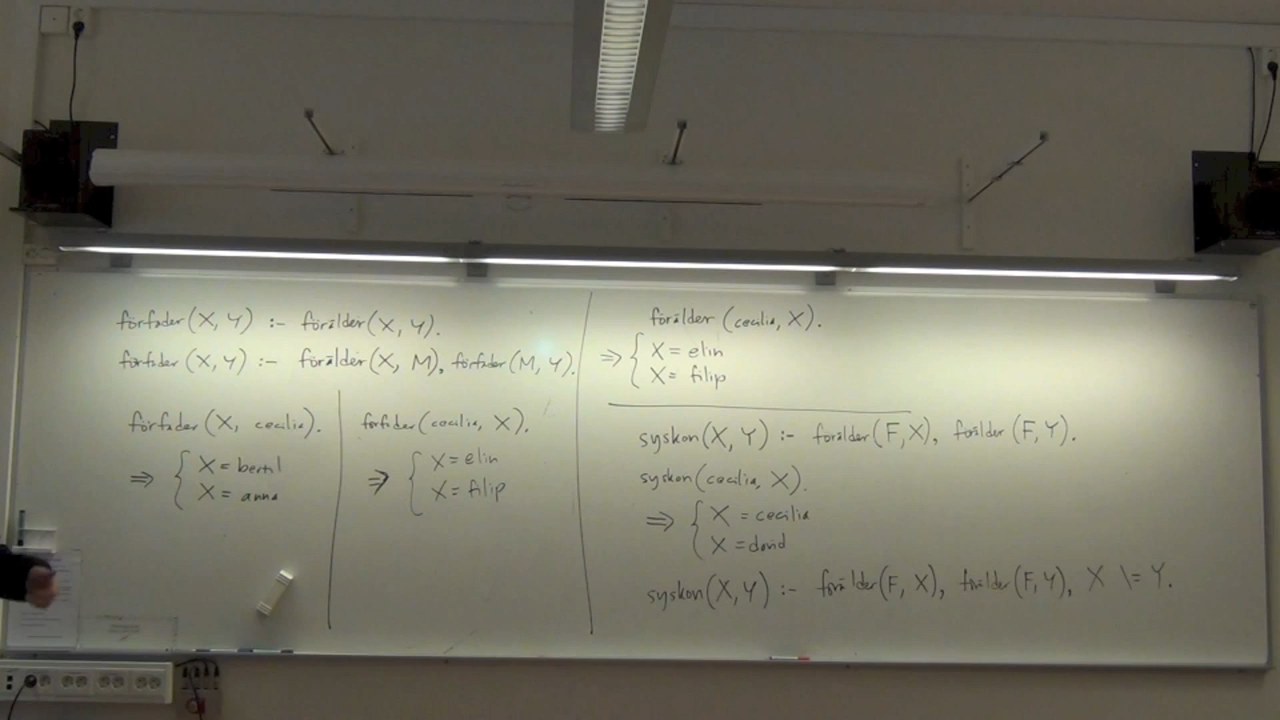 förfader(X, Y) :- förälder(X, Y).
förfader(X, Y) :- förälder(X, M), förfader(M, Y).
förfader(X, cecilia).
⇒ { X = bertil
X = anna
förfader(cecilia, X).
⇒ { X = elin
X = filip
förälder(cecilia, X).
⇒ { X = elin
X = filip
syskon(X, Y) :- förälder(F, X), förälder(F, Y).
syskon(cecilia, X).
⇒ { X = cecilia
X = david
syskon(X, Y) :- förälder(F, X), förälder(F, Y), X \= Y.